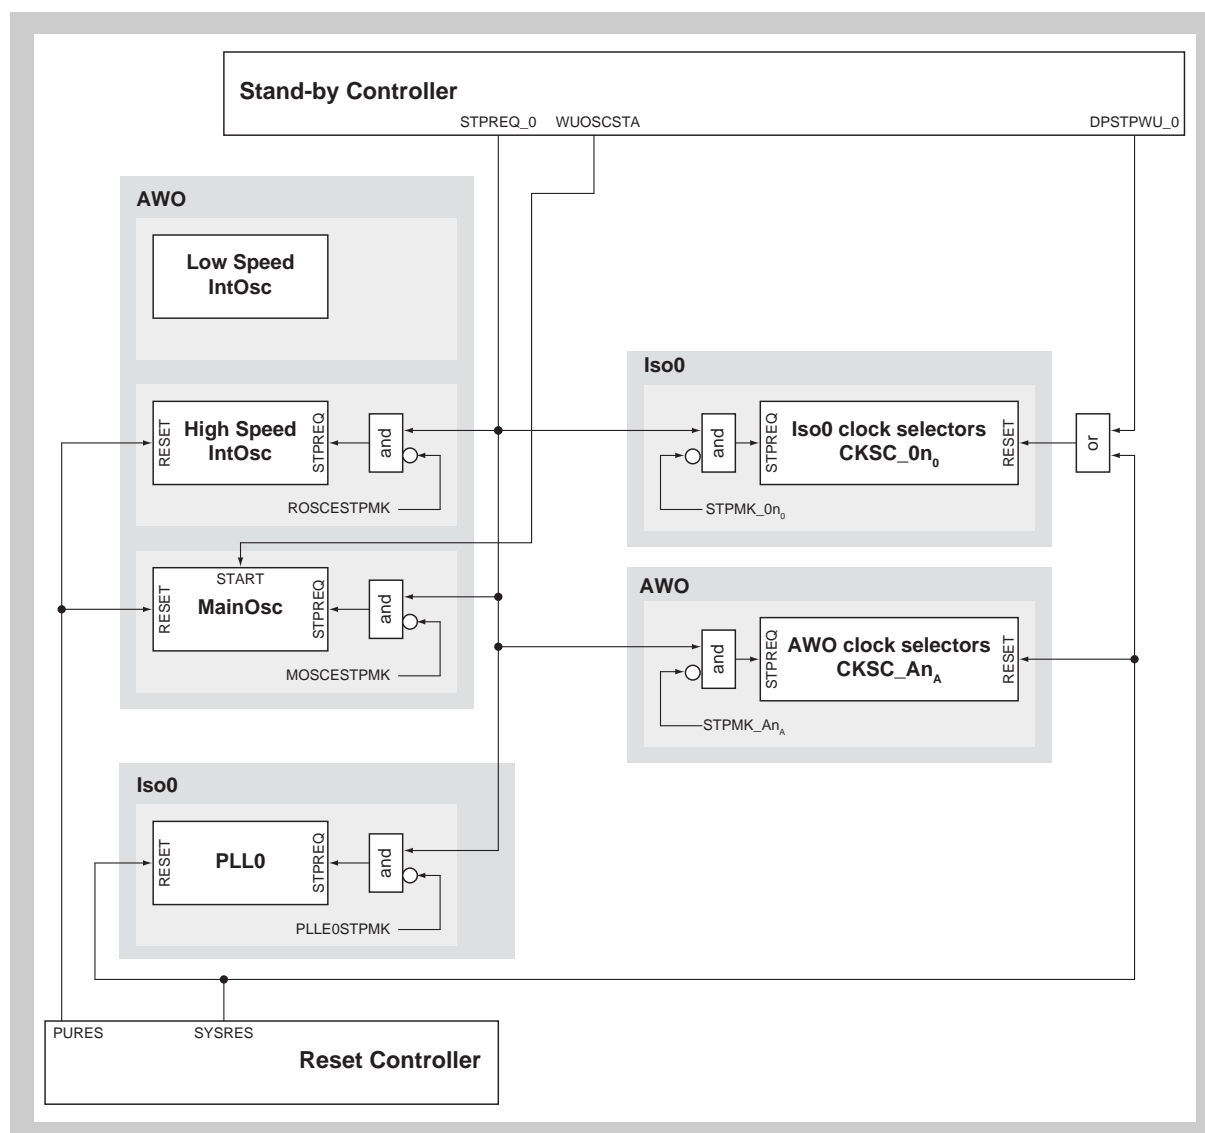 Stand-by Controller
STPREQ_0 WUOSCSTA DPSTPWU_0
AWO
Low Speed
IntOsc
RESET
High Speed
IntOsc
STPREQ
and
ROSCESTPMK
START
RESET
MainOsc
STPREQ
and
MOSCESTPMK
Iso0
and
STPREQ
Iso0 clock selectors
CKSC_0n0
RESET
or
STPMK_0n0
AWO
and
STPREQ
AWO clock selectors
CKSC_AnA
RESET
STPMK_AnA
Iso0
RESET
PLL0
STPREQ
and
PLLE0STPMK
PURES SYSRES
Reset Controller